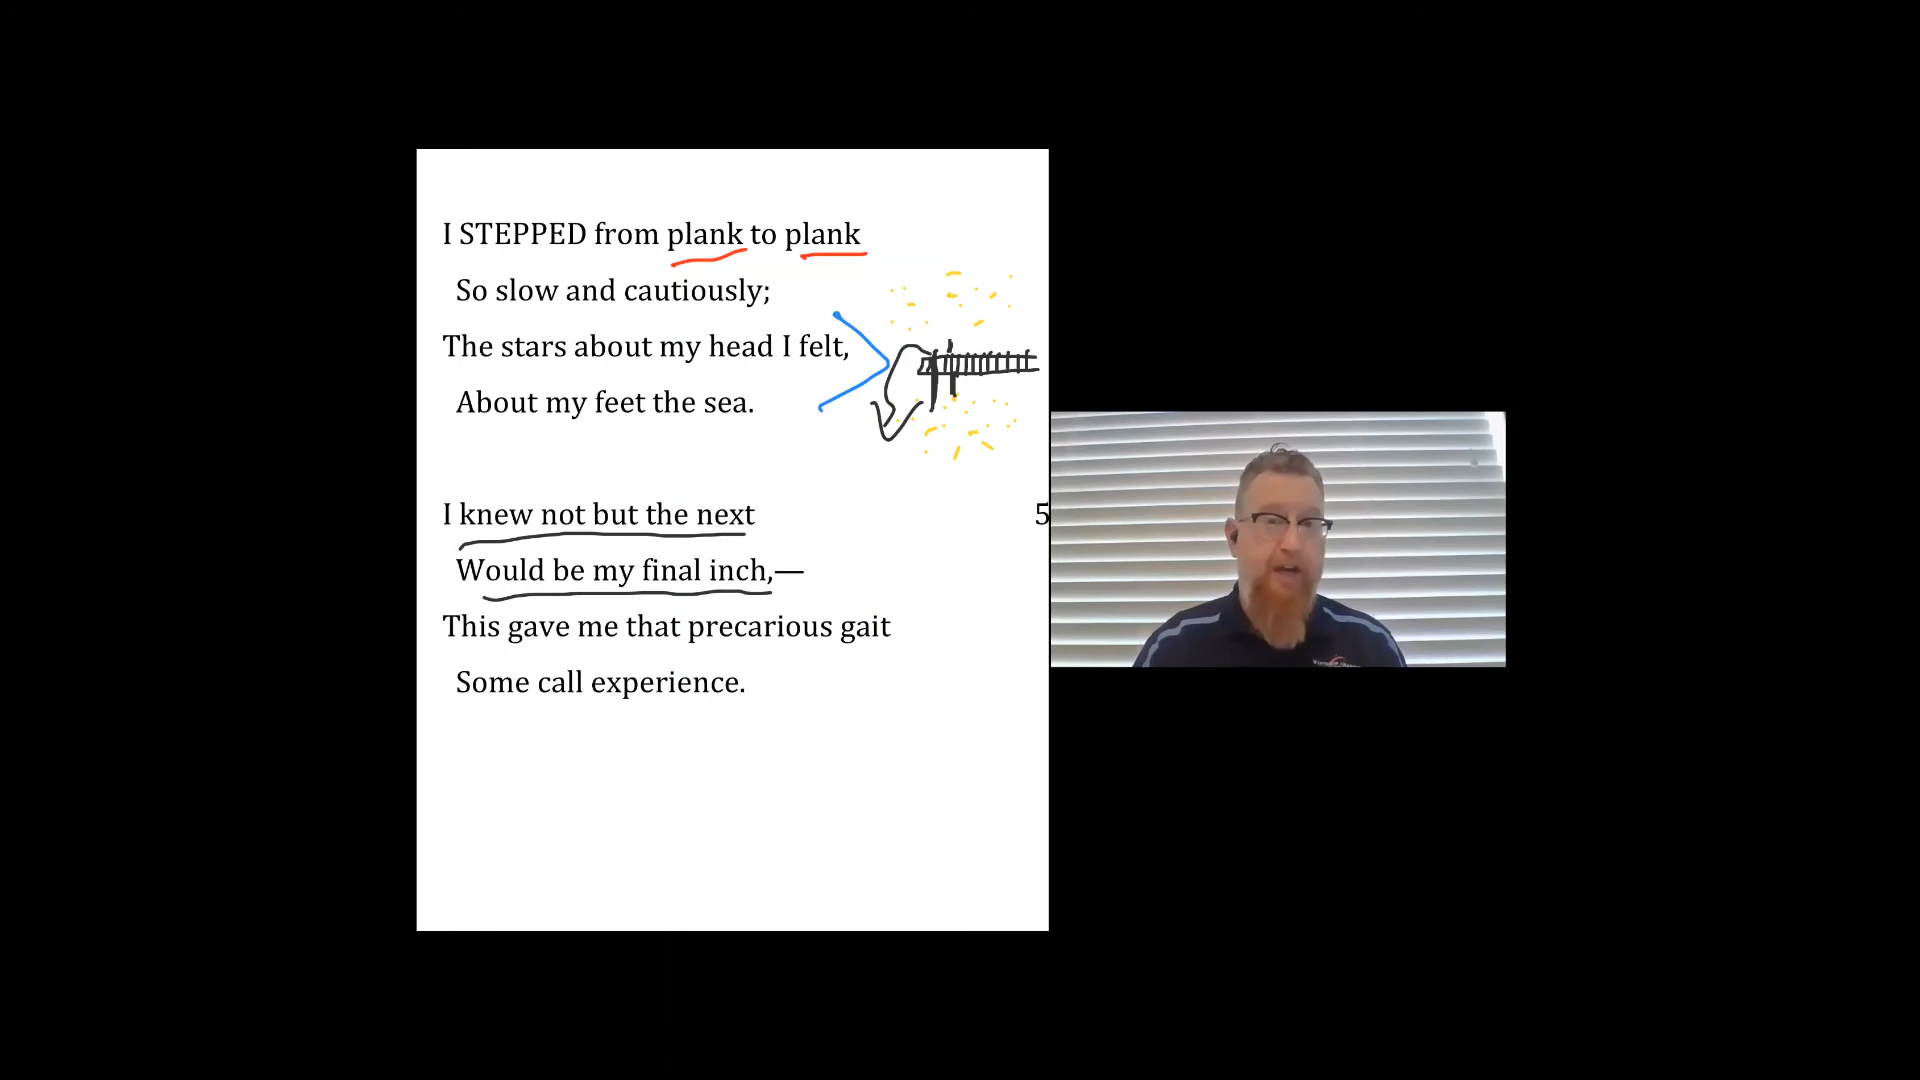 I STEPPED from plank to plank
So slow and cautiously;
The stars about my head I felt,
About my feet the sea.
I knew not but the next 5
Would be my final inch,—
This gave me that precarious gait
Some call experience.